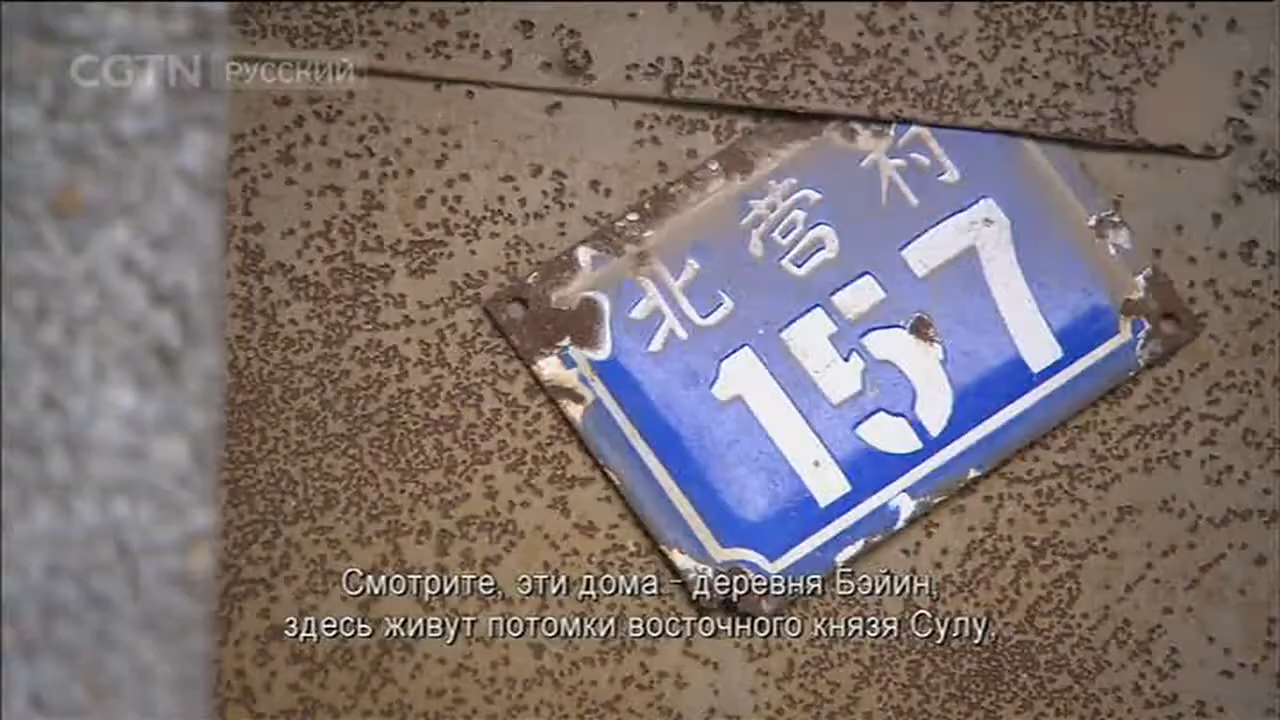 CGTN РУССКИЙ
北营村
157
Смотрите, эти дома - деревня Бэйин,
здесь живут потомки восточного князя Сулу.